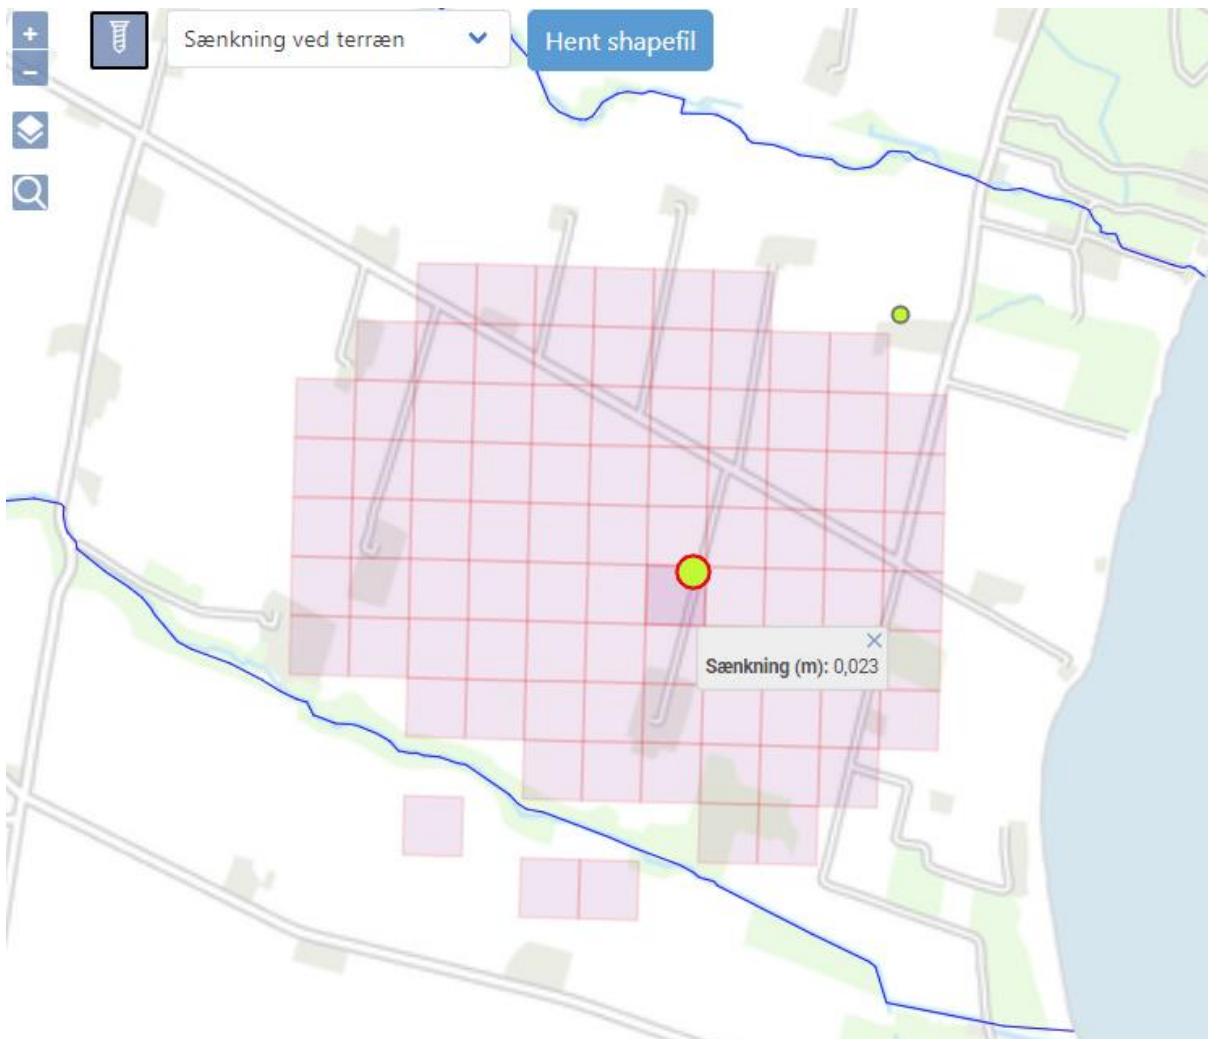 +
Sænkning ved terræn
Hent shapefil
−
×
Sænkning (m): 0,023